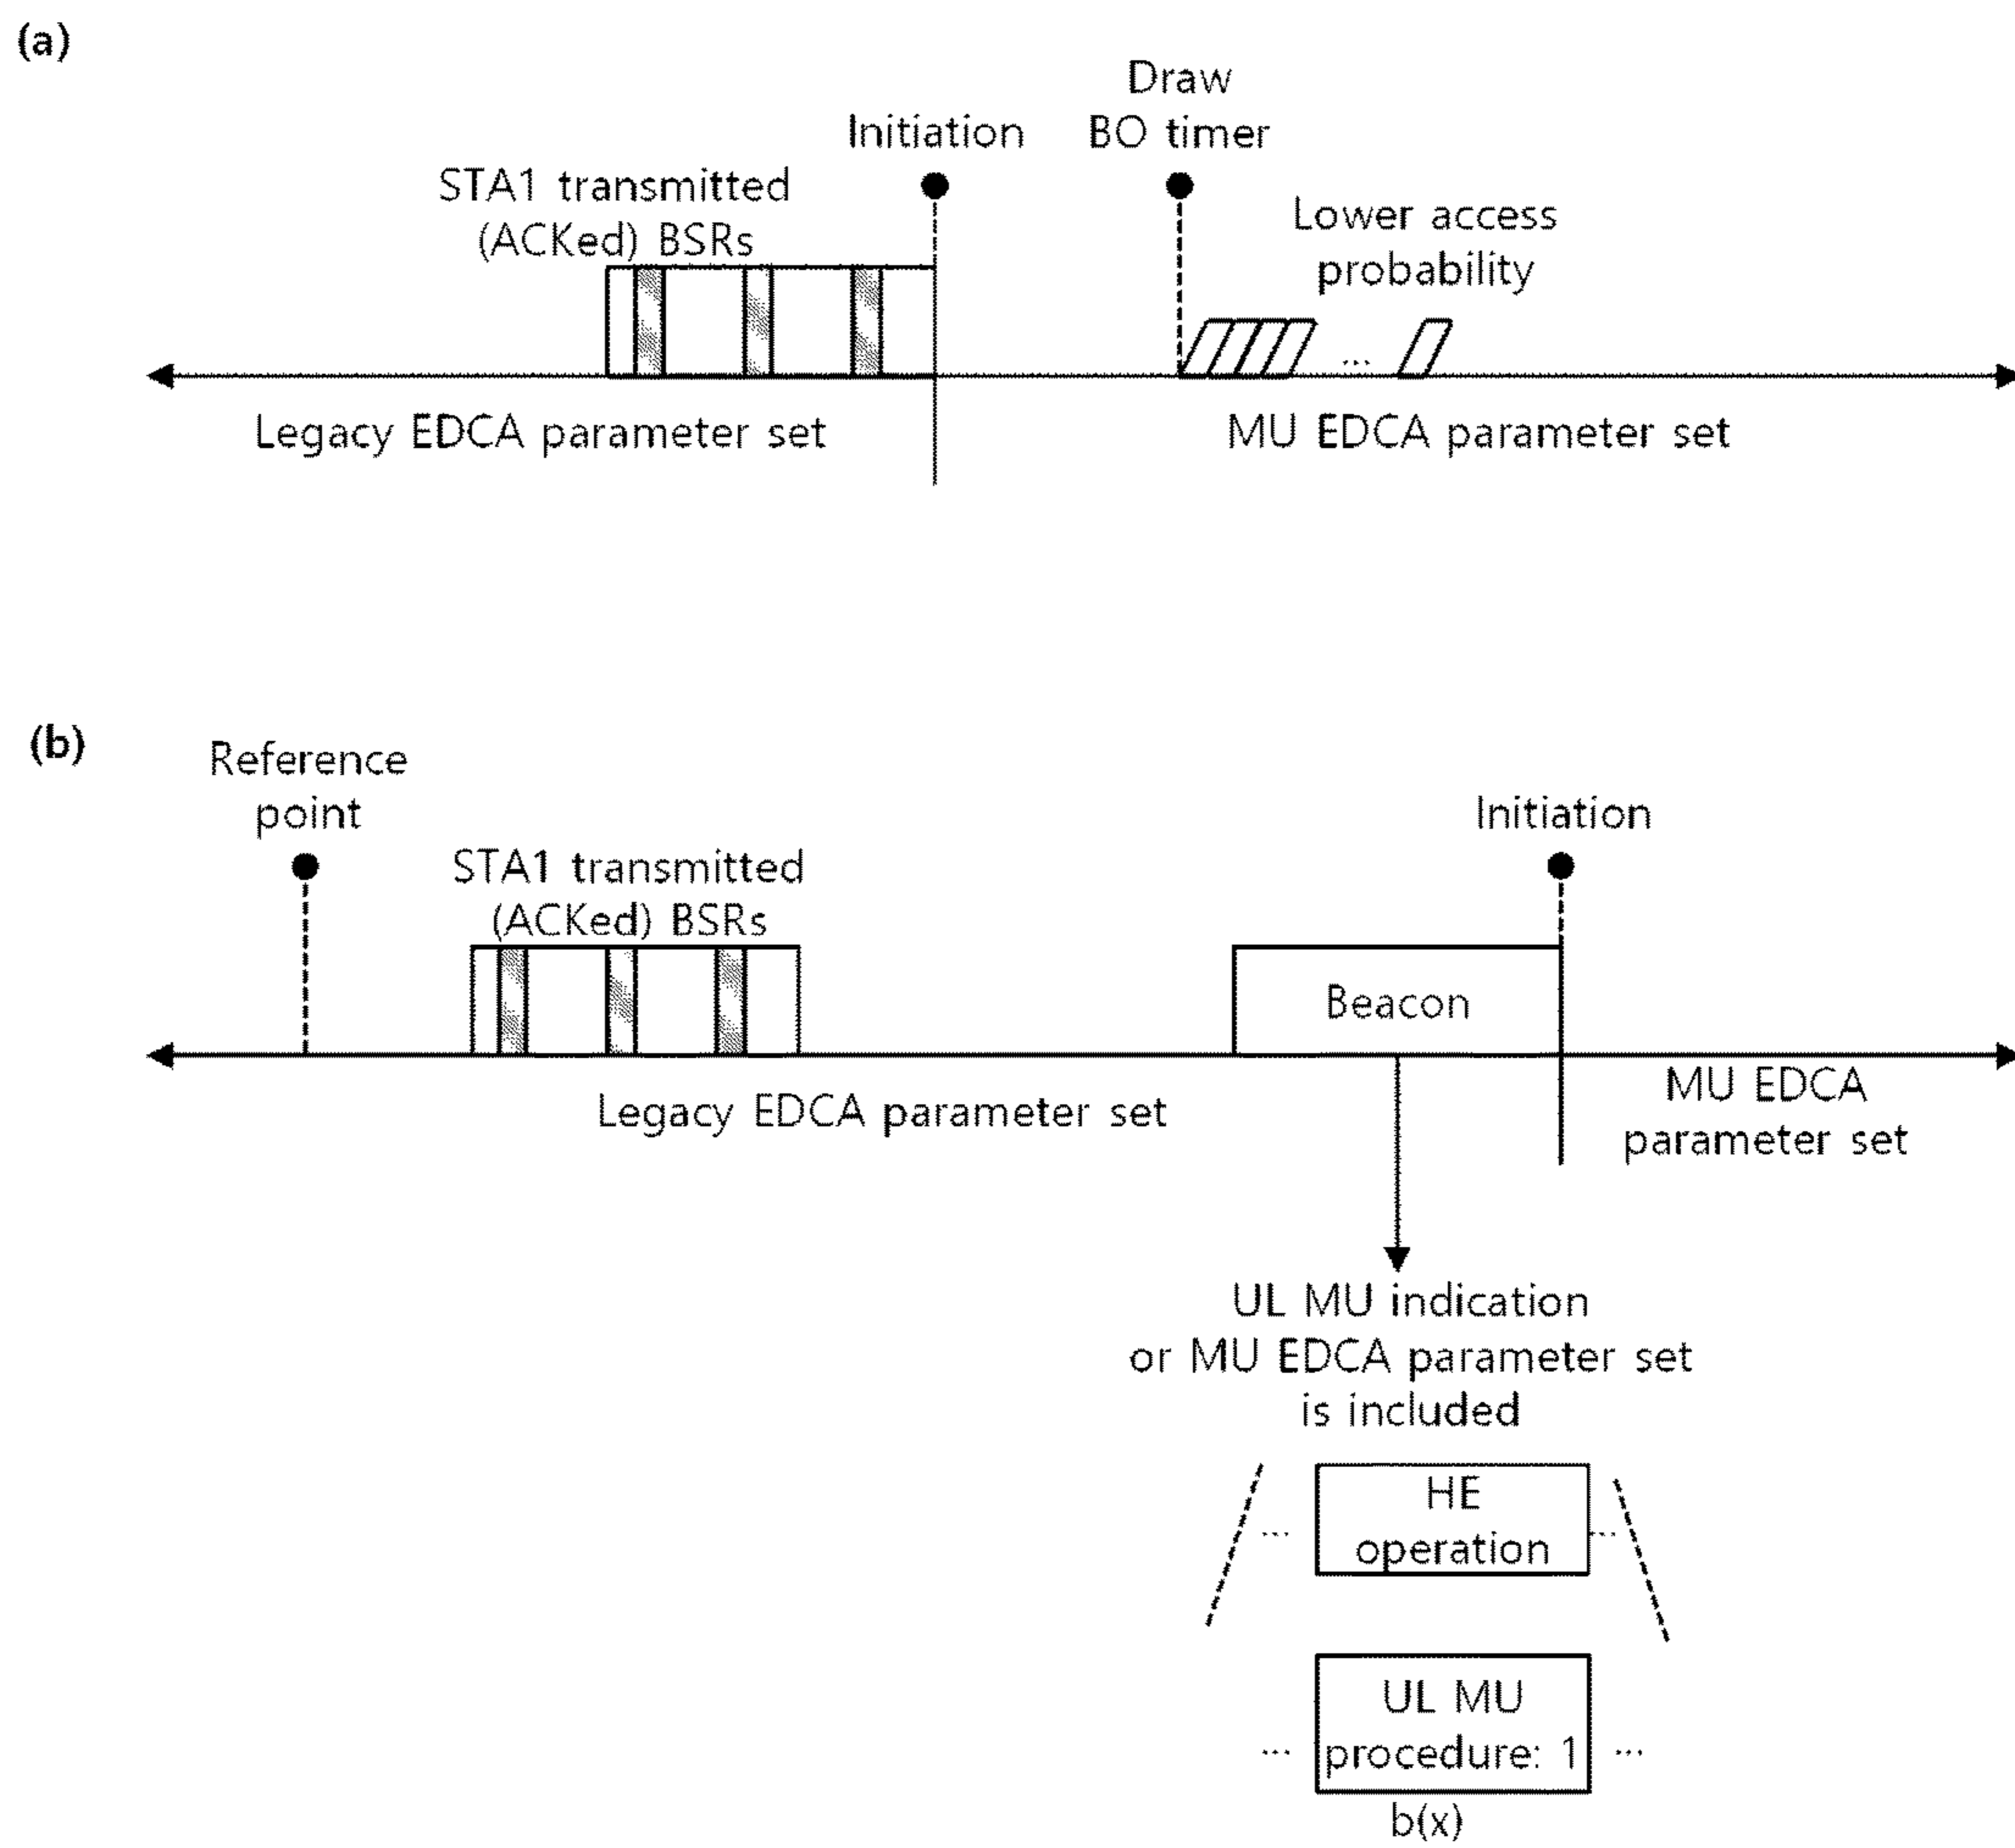 (a)
Draw
BO timer
Initiation
STA1 transmitted
(ACKed) BSRs
Lower access
probability
...
Legacy EDCA parameter set
MU EDCA parameter set
(b)
Reference
point
Initiation
STA1 transmitted
(ACKed) BSRs
Beacon
Legacy EDCA parameter set
MU EDCA
parameter set
UL MU indication
or MU EDCA parameter set
is included
... HE ...
operation
UL MU
... procedure: 1 ...
b(x)